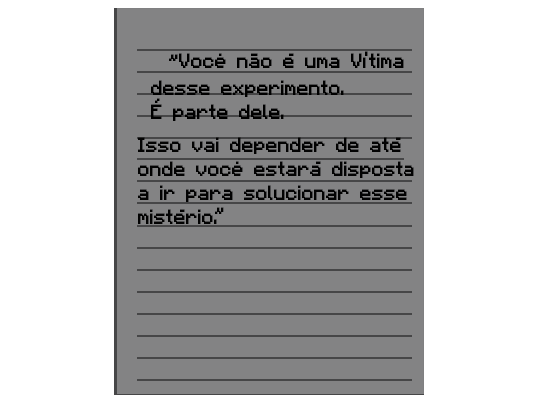 "Você não é uma Vítima
desse experimento.
É parte dele.
Isso vai depender de até
onde você estará disposta
a ir para solucionar esse
mistério."